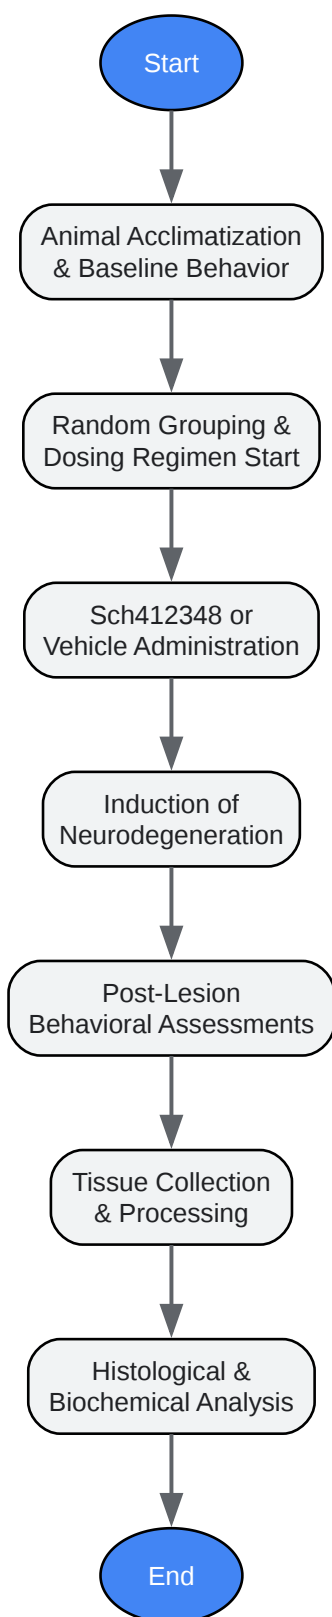 Start
Animal Acclimatization
& Baseline Behavior
Random Grouping &
Dosing Regimen Start
Sch412348 or
Vehicle Administration
Induction of
Neurodegeneration
Post-Lesion
Behavioral Assessments
Tissue Collection
& Processing
Histological &
Biochemical Analysis
End